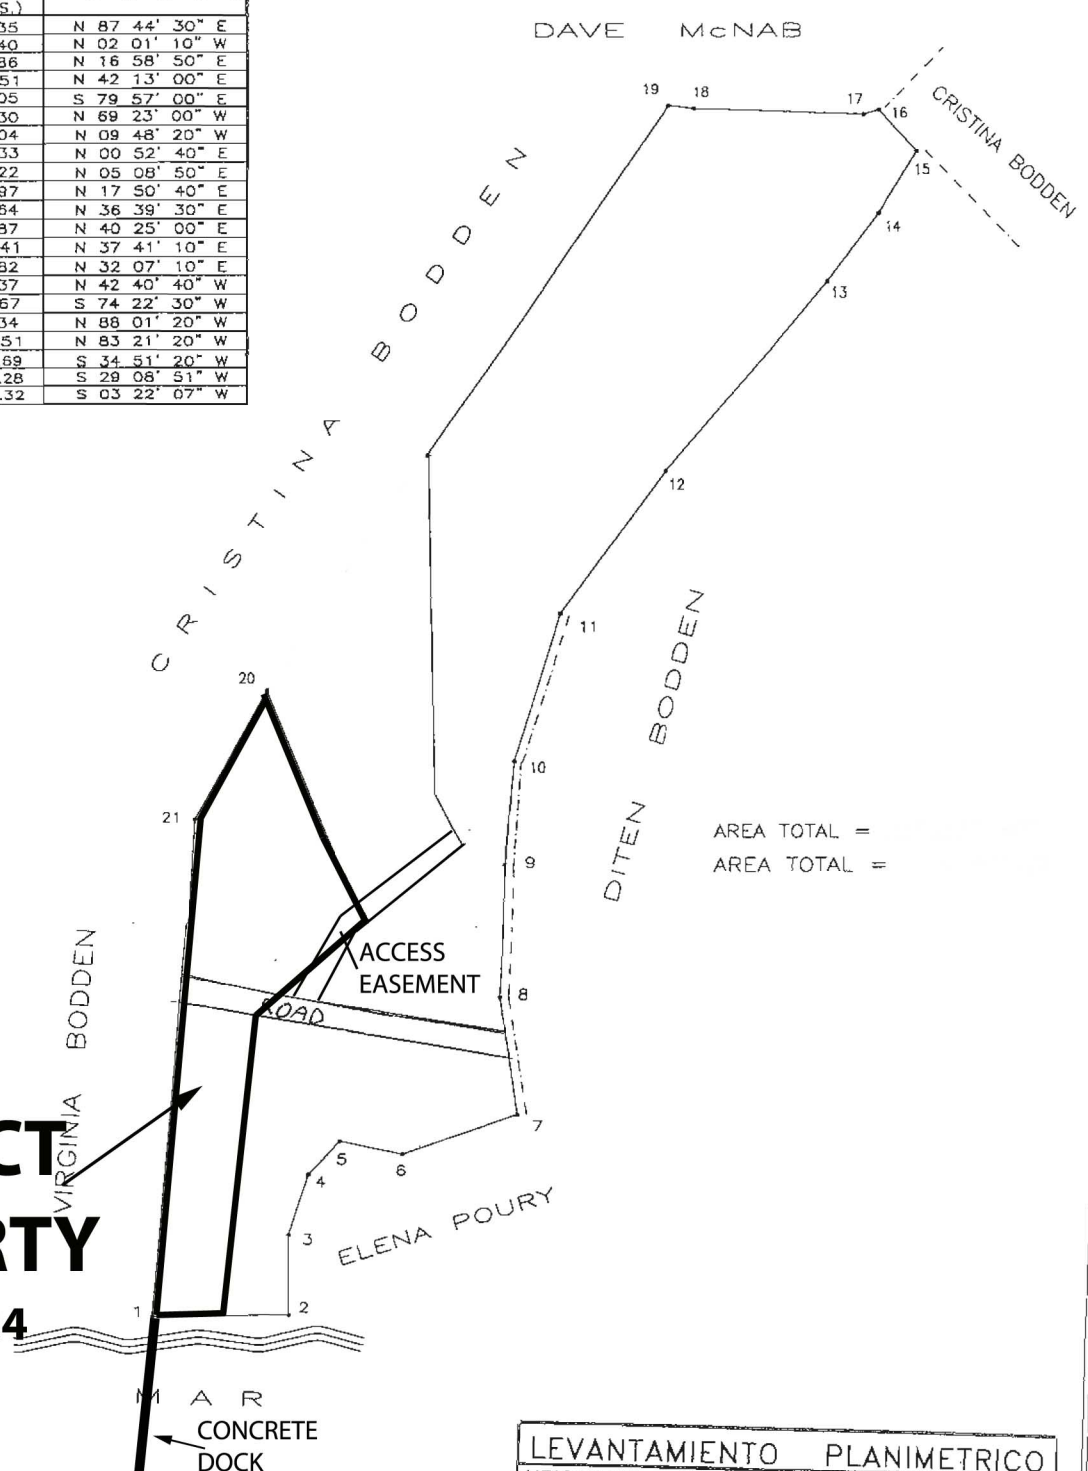 S.)
35 N 87 44' 30" E
40 N 02 01' 10" W
36 N 16 58' 50" E
51 N 42 13' 00" E
05 S 79 57' 00" E
30 N 69 23' 00" W
04 N 09 48' 20" W
33 N 00 52' 40" E
22 N 05 08' 50" E
97 N 17 50' 40" E
64 N 36 39' 30" E
37 N 40 25' 00" E
41 N 37 41' 10" E
82 N 32 07' 10" E
37 N 42 40' 40" W
67 S 74 22' 30" W
34 N 88 01' 20" W
51 N 83 21' 20" W
.69 S 34 51' 20" W
.28 S 29 08' 51" W
.32 S 03 22' 07" W
DAVE McNAB
19 18 17 16
CRISTINA BODDEN
15
14
13
CRISTINA BODDEN
12
11
DITEN BODDEN
20
10
21
AREA TOTAL =
AREA TOTAL =
9
VIRGINIA BODDEN
ACCESS
EASEMENT
8
ROAD
7
CT
5
6
4
RTY
ELENA POURY
3
1
2
4
MAR
CONCRETE
DOCK
LEVANTAMIENTO PLANIMETRICO